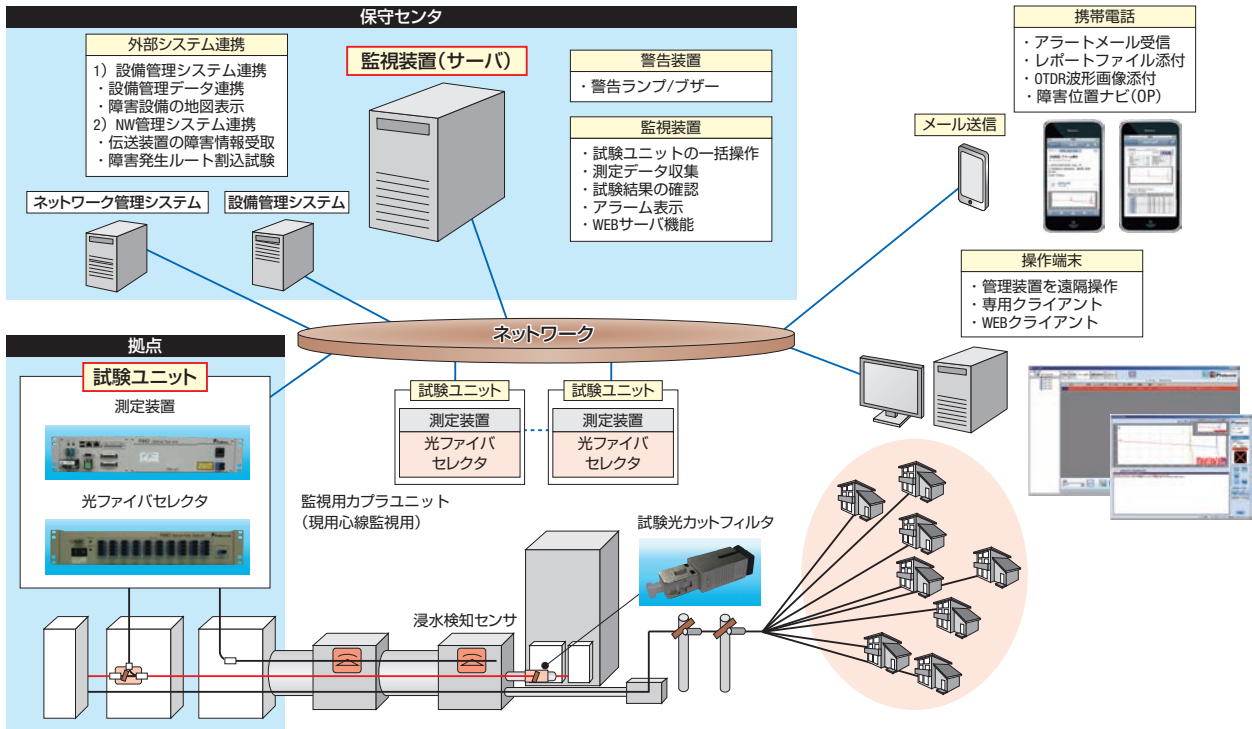 保守センタ
外部システム連携
1) 設備管理システム連携
・設備管理データ連携
・障害設備の地図表示
2) NW管理システム連携
・伝送装置の障害情報受取
・障害発生ルート割込試験
監視装置(サーバ)
警告装置
・警告ランプ/ブザー
監視装置
・試験ユニットの一括操作
・測定データ収集
・試験結果の確認
・アラーム表示
・WEBサーバ機能
ネットワーク管理システム
設備管理システム
携帯電話
・アラートメール受信
・レポートファイル添付
・OTDR波形画像添付
・障害位置ナビ(OP)
メール送信
操作端末
・管理装置を遠隔操作
・専用クライアント
・WEBクライアント
ネットワーク
拠点
試験ユニット
測定装置
光ファイバセレクタ
試験ユニット
測定装置
光ファイバ
セレクタ
試験ユニット
測定装置
光ファイバ
セレクタ
監視用カプラユニット
(現用心線監視用)
試験光カットフィルタ
浸水検知センサ